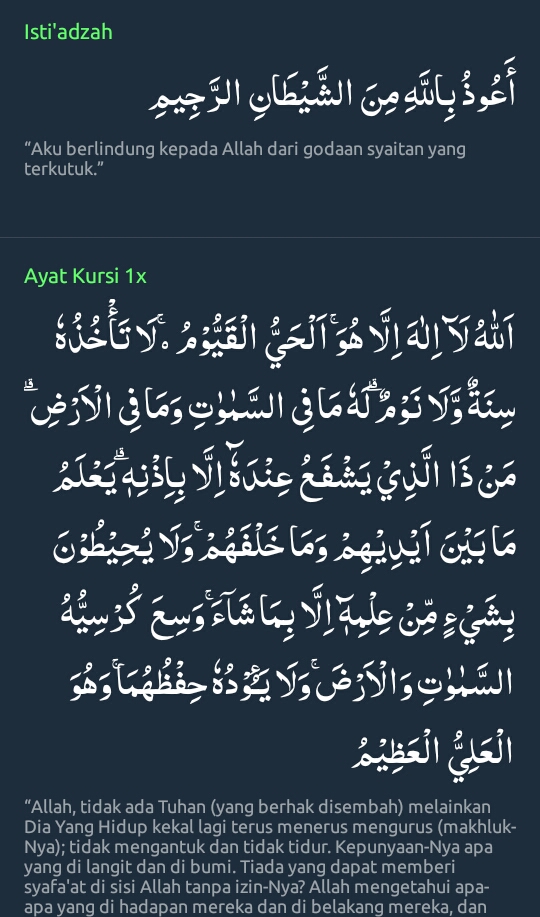 Isti'adzah
أَعُوذُ بِاللَّهِ مِنَ الشَّيْطَانِ الرَّجِيمِ
“Aku berlindung kepada Allah dari godaan syaitan yang
terkutuk.”
Ayat Kursi 1x
اَللّٰهُ لَآ اِلٰهَ اِلَّا هُوَۚ اَلْحَيُّ الْقَيُّوْمُ ەۚ لَا تَأْخُذُهٗ
سِنَةٌ وَّلَا نَوْمٌۗ لَهٗ مَا فِى السَّمٰوٰتِ وَمَا فِى الْاَرْضِۗ
مَنْ ذَا الَّذِيْ يَشْفَعُ عِنْدَهٗٓ اِلَّا بِاِذْنِهٖۗ يَعْلَمُ
مَا بَيْنَ اَيْدِيْهِمْ وَمَا خَلْفَهُمْۚ وَلَا يُحِيْطُوْنَ
بِشَيْءٍ مِّنْ عِلْمِهٖٓ اِلَّا بِمَا شَاۤءَۚ وَسِعَ كُرْسِيُّهُ
السَّمٰوٰتِ وَالْاَرْضَۚ وَلَا يَـُٔوْدُهٗ حِفْظُهُمَاۚ وَهُوَ
الْعَلِيُّ الْعَظِيْمُ
“Allah, tidak ada Tuhan (yang berhak disembah) melainkan
Dia Yang Hidup kekal lagi terus menerus mengurus (makhluk-
Nya); tidak mengantuk dan tidak tidur. Kepunyaan-Nya apa
yang di langit dan di bumi. Tiada yang dapat memberi
syafa'at di sisi Allah tanpa izin-Nya? Allah mengetahui apa-
apa yang di hadapan mereka dan di belakang mereka, dan